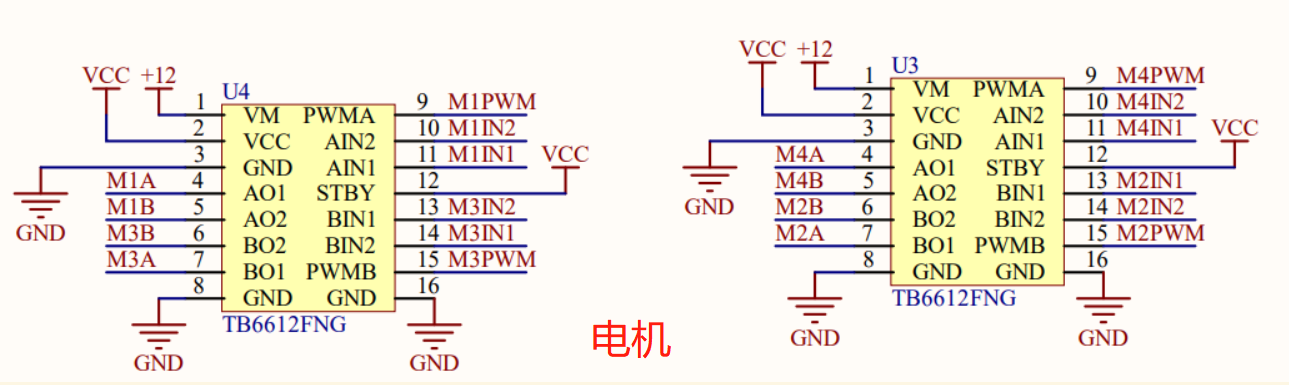 VCC +12
U4
1 VM PWMA 9 M1PWM
2 VCC AIN2 10 M1IN2
3 GND AIN1 11 M1IN1 VCC
M1A 4 AO1 STBY 12
M1B 5 AO2 BIN1 13 M3IN2
M3B 6 BO2 BIN2 14 M3IN1
M3A 7 BO1 PWMB 15 M3PWM
8 GND GND 16
GND
TB6612FNG
GND GND
VCC +12
U3
1 VM PWMA 9 M4PWM
2 VCC AIN2 10 M4IN2
3 GND AIN1 11 M4IN1 VCC
M4A 4 AO1 STBY 12
M4B 5 AO2 BIN1 13 M2IN1
M2B 6 BO2 BIN2 14 M2IN2
M2A 7 BO1 PWMB 15 M2PWM
8 GND GND 16
GND
TB6612FNG
GND GND
电机